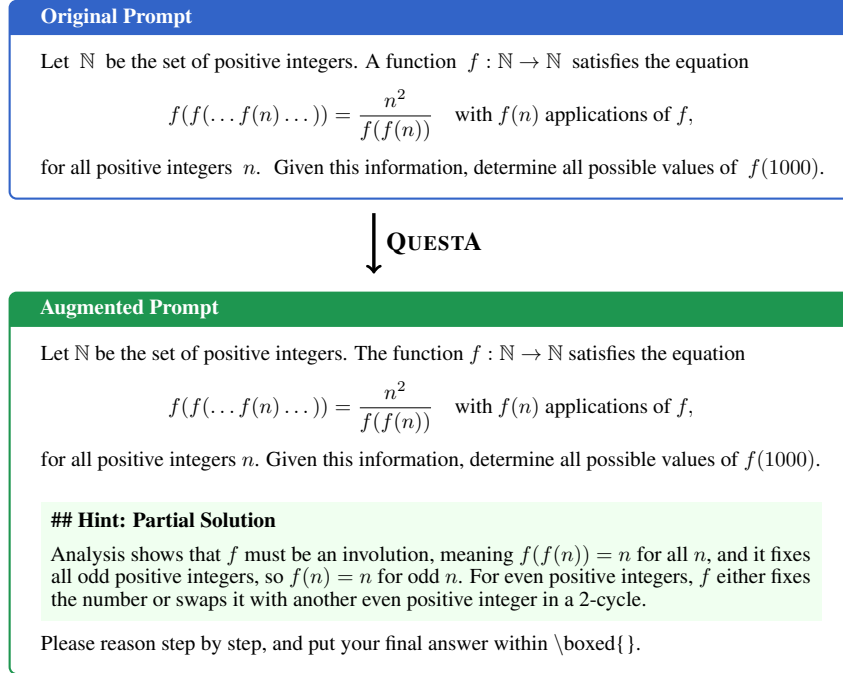 Original Prompt
Let ℕ be the set of positive integers. A function f : ℕ → ℕ satisfies the equation
f(f(... f(n) ...)) = n² / f(f(n)) with f(n) applications of f,
for all positive integers n. Given this information, determine all possible values of f(1000).
QUESTA
Augmented Prompt
Let ℕ be the set of positive integers. The function f : ℕ → ℕ satisfies the equation
f(f(... f(n) ...)) = n² / f(f(n)) with f(n) applications of f,
for all positive integers n. Given this information, determine all possible values of f(1000).
## Hint: Partial Solution
Analysis shows that f must be an involution, meaning f(f(n)) = n for all n, and it fixes
all odd positive integers, so f(n) = n for odd n. For even positive integers, f either fixes
the number or swaps it with another even positive integer in a 2-cycle.
Please reason step by step, and put your final answer within \boxed{}.